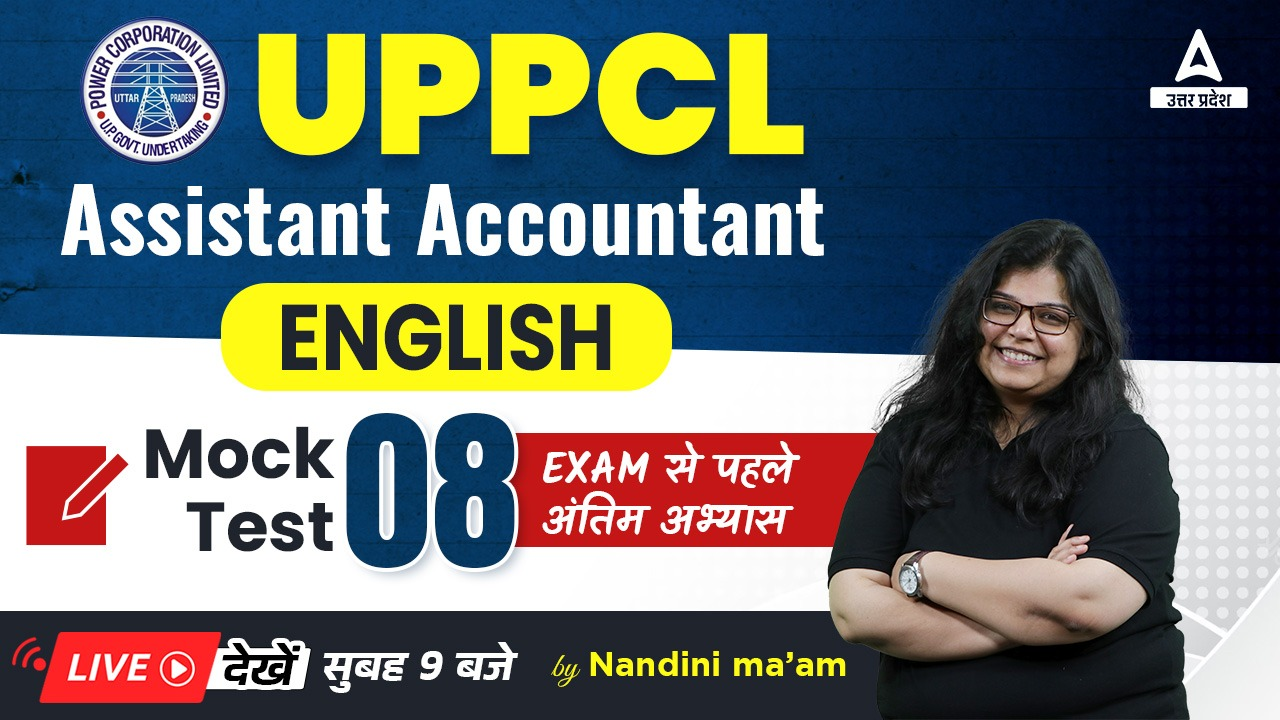 POWER CORPORATION LIMITED
UTTAR PRADESH
U.P. GOVT. UNDERTAKING
UPPCL
उत्तर प्रदेश
Assistant Accountant
ENGLISH
Mock
Test
08
EXAM से पहले
अंतिम अभ्यास
LIVE देखें सुबह 9 बजे by Nandini ma'am